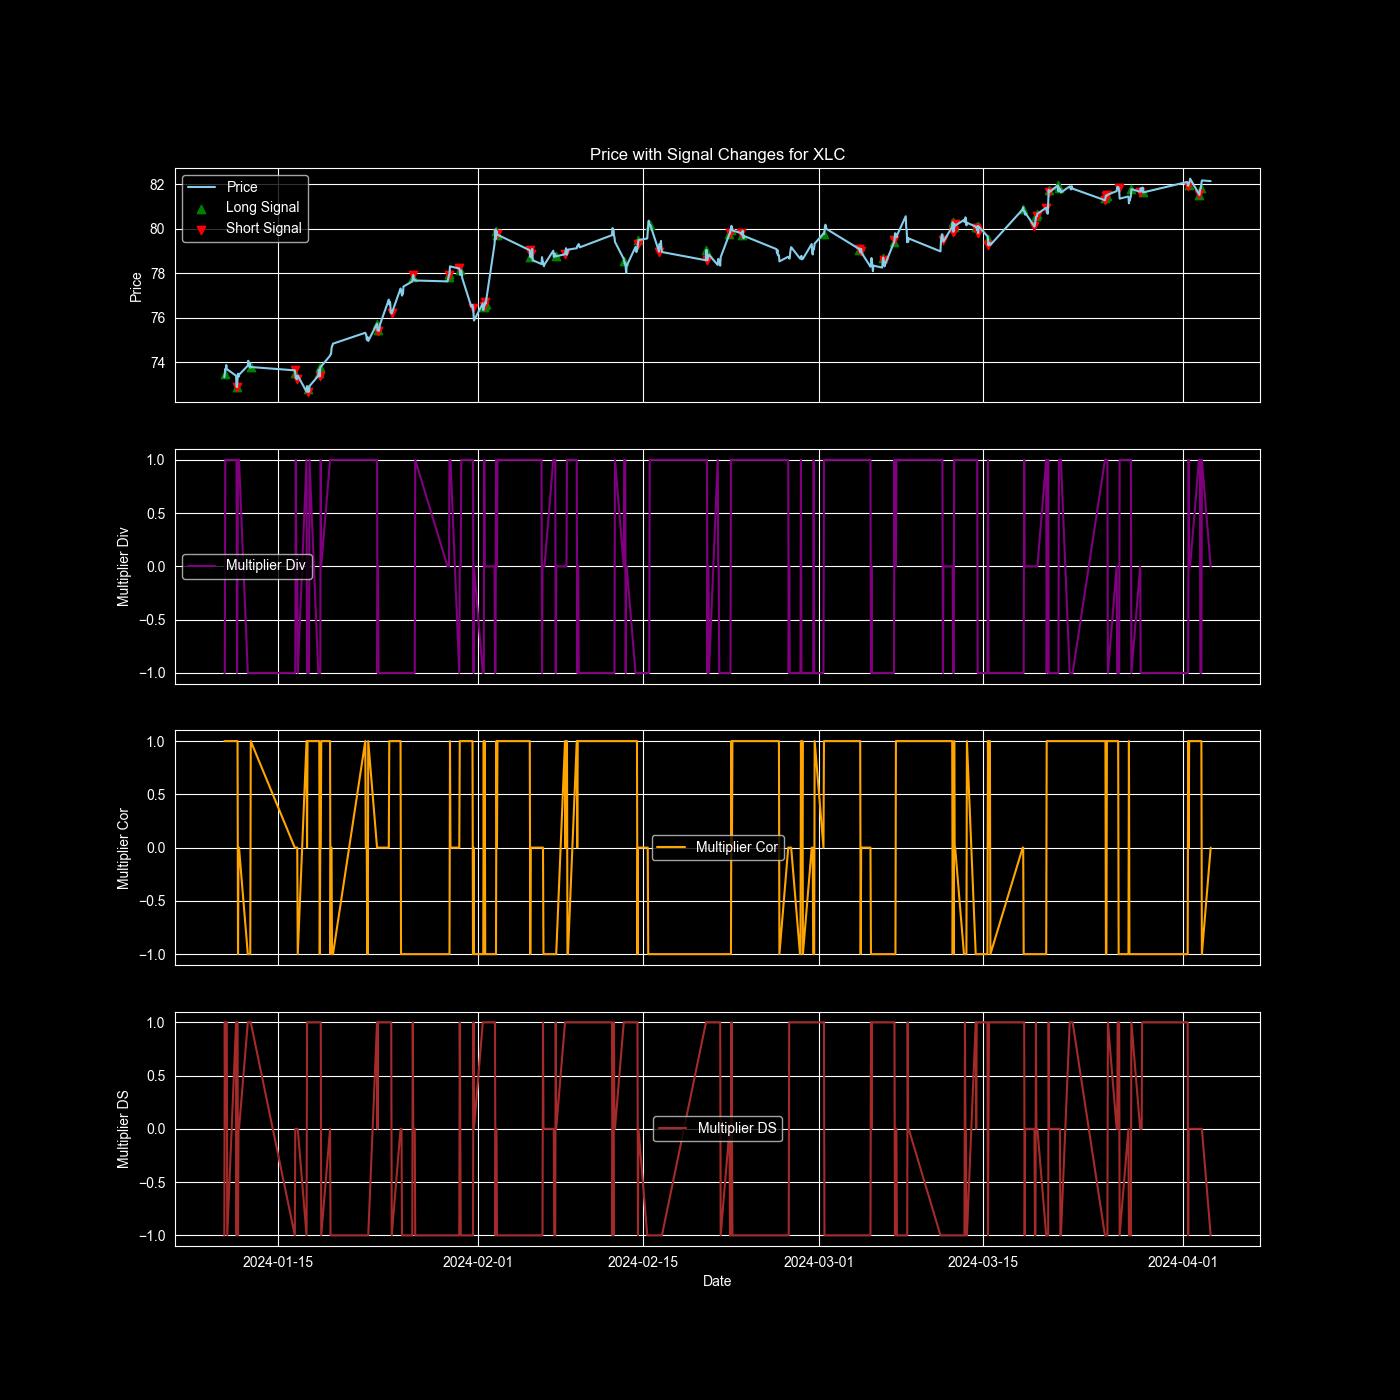 Price with Signal Changes for XLC
Price
Long Signal
Short Signal
82
80
78
76
74
Price
1.0
0.5
0.0
−0.5
−1.0
Multiplier Div
Multiplier Div
1.0
0.5
0.0
−0.5
−1.0
Multiplier Cor
Multiplier Cor
1.0
0.5
0.0
−0.5
−1.0
Multiplier DS
Multiplier DS
2024-01-15 2024-02-01 2024-02-15 2024-03-01 2024-03-15 2024-04-01
Date